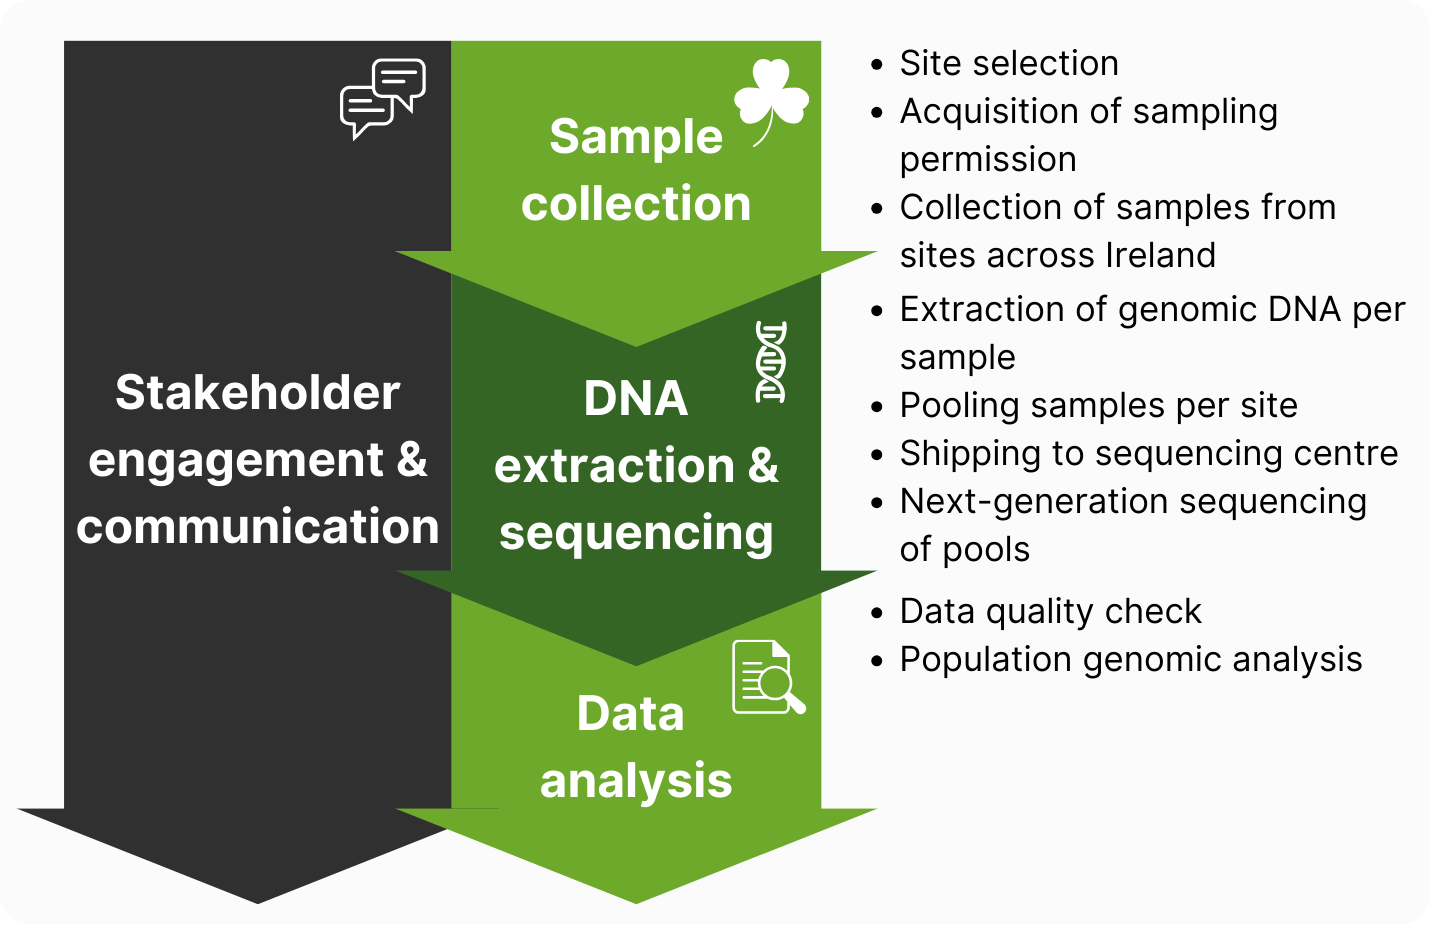 Stakeholder
engagement &
communication
Sample
collection
• Site selection
• Acquisition of sampling
permission
• Collection of samples from
sites across Ireland
DNA
extraction &
sequencing
• Extraction of genomic DNA per
sample
• Pooling samples per site
• Shipping to sequencing centre
• Next-generation sequencing
of pools
Data
analysis
• Data quality check
• Population genomic analysis